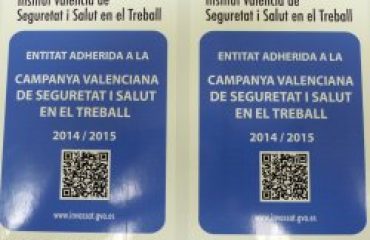 Institut Valencià de
Seguretat i Salut en el Treball
ENTITAT ADHERIDA A LA
CAMPANYA VALENCIANA
DE SEGURETAT I SALUT
EN EL TREBALL
2014 / 2015
www.invassat.gva.es
Institut Valencià de
Seguretat i Salut en el Treball
ENTITAT ADHERIDA A LA
CAMPANYA VALENCIANA
DE SEGURETAT I SALUT
EN EL TREBALL
2014 / 2015
www.invassat.gva.es